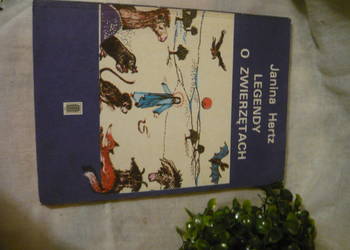 Janina Hertz
LEGENDY
O ZWIERZĘTACH